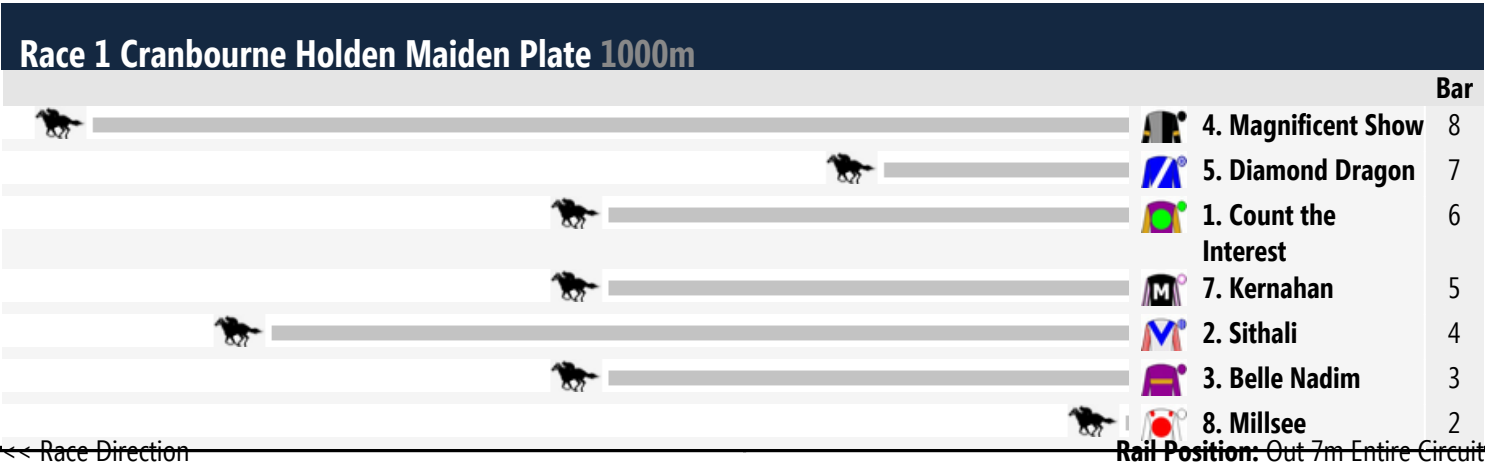 Race 1 Cranbourne Holden Maiden Plate 1000m
Bar
4. Magnificent Show 8
5. Diamond Dragon 7
1. Count the 6
Interest
M 7. Kernahan 5
2. Sithali 4
3. Belle Nadim 3
8. Millsee 2
<< Race Direction Rail Position: Out 7m Entire Circuit